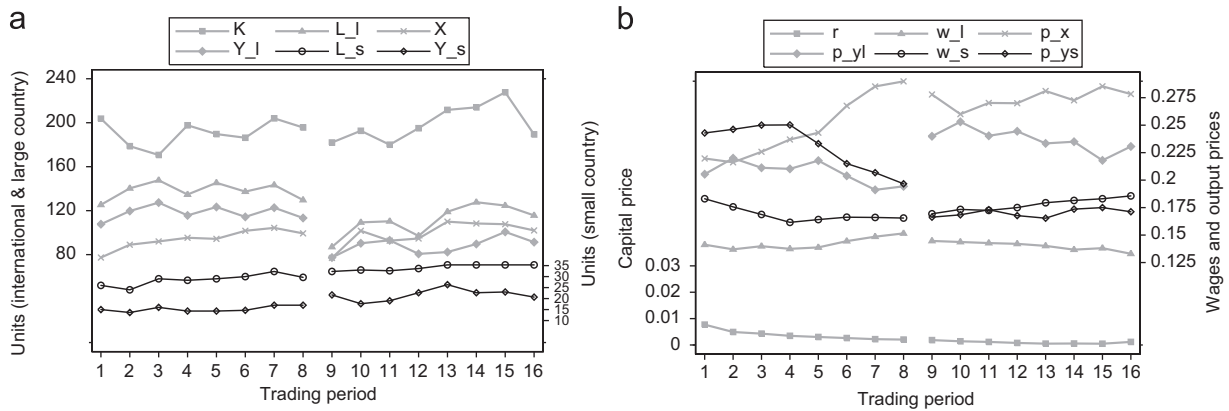 a
K L_l X
Y_l L_s Y_s
240
200
160
120
80
35
30
25
20
15
10
Units (international & large country)
Units (small country)
1 2 3 4 5 6 7 8 9 10 11 12 13 14 15 16
Trading period
b
r w_l p_x
p_yl w_s p_ys
0.03
0.02
0.01
0
0.275
0.25
0.225
0.2
0.175
0.15
0.125
Capital price
Wages and output prices
1 2 3 4 5 6 7 8 9 10 11 12 13 14 15 16
Trading period